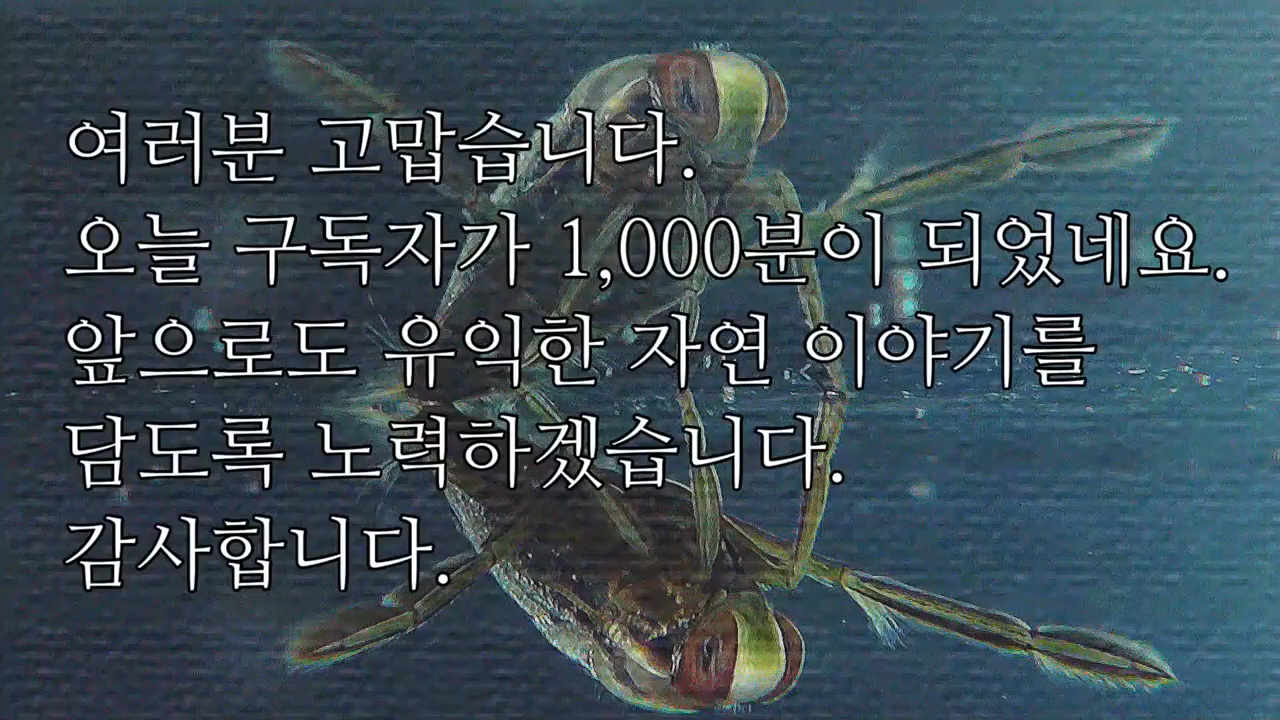 여러분 고맙습니다.
오늘 구독자가 1,000분이 되었네요.
앞으로도 유익한 자연 이야기를
담도록 노력하겠습니다.
감사합니다.